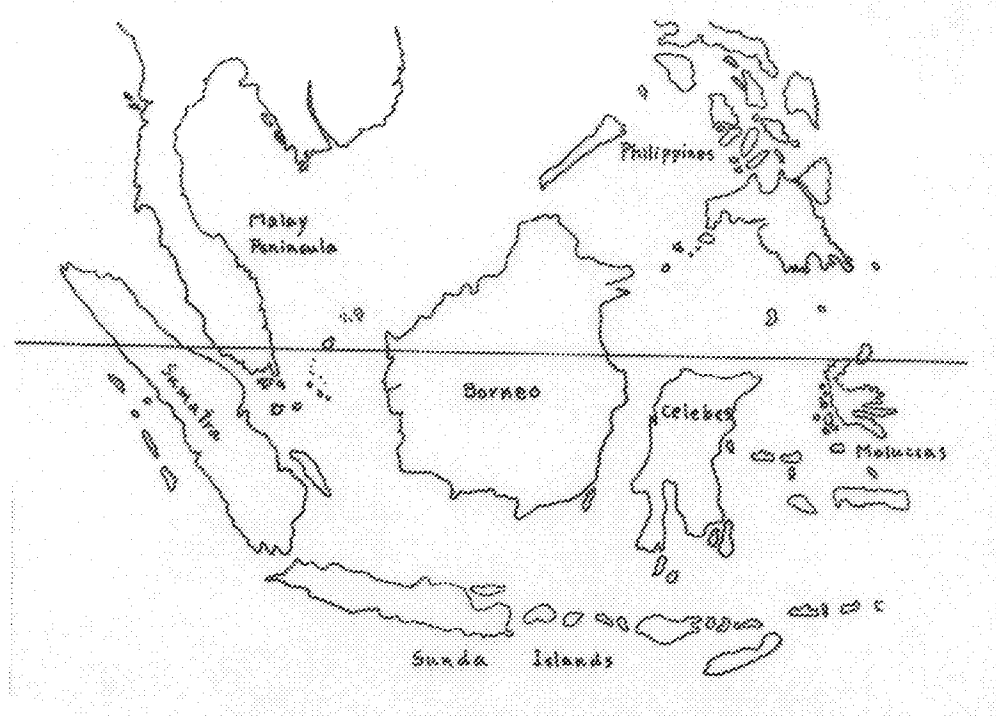 Philippines
Malay
Peninsula
Sumatra
Borneo
Celebes
Moluccas
Sunda Islands